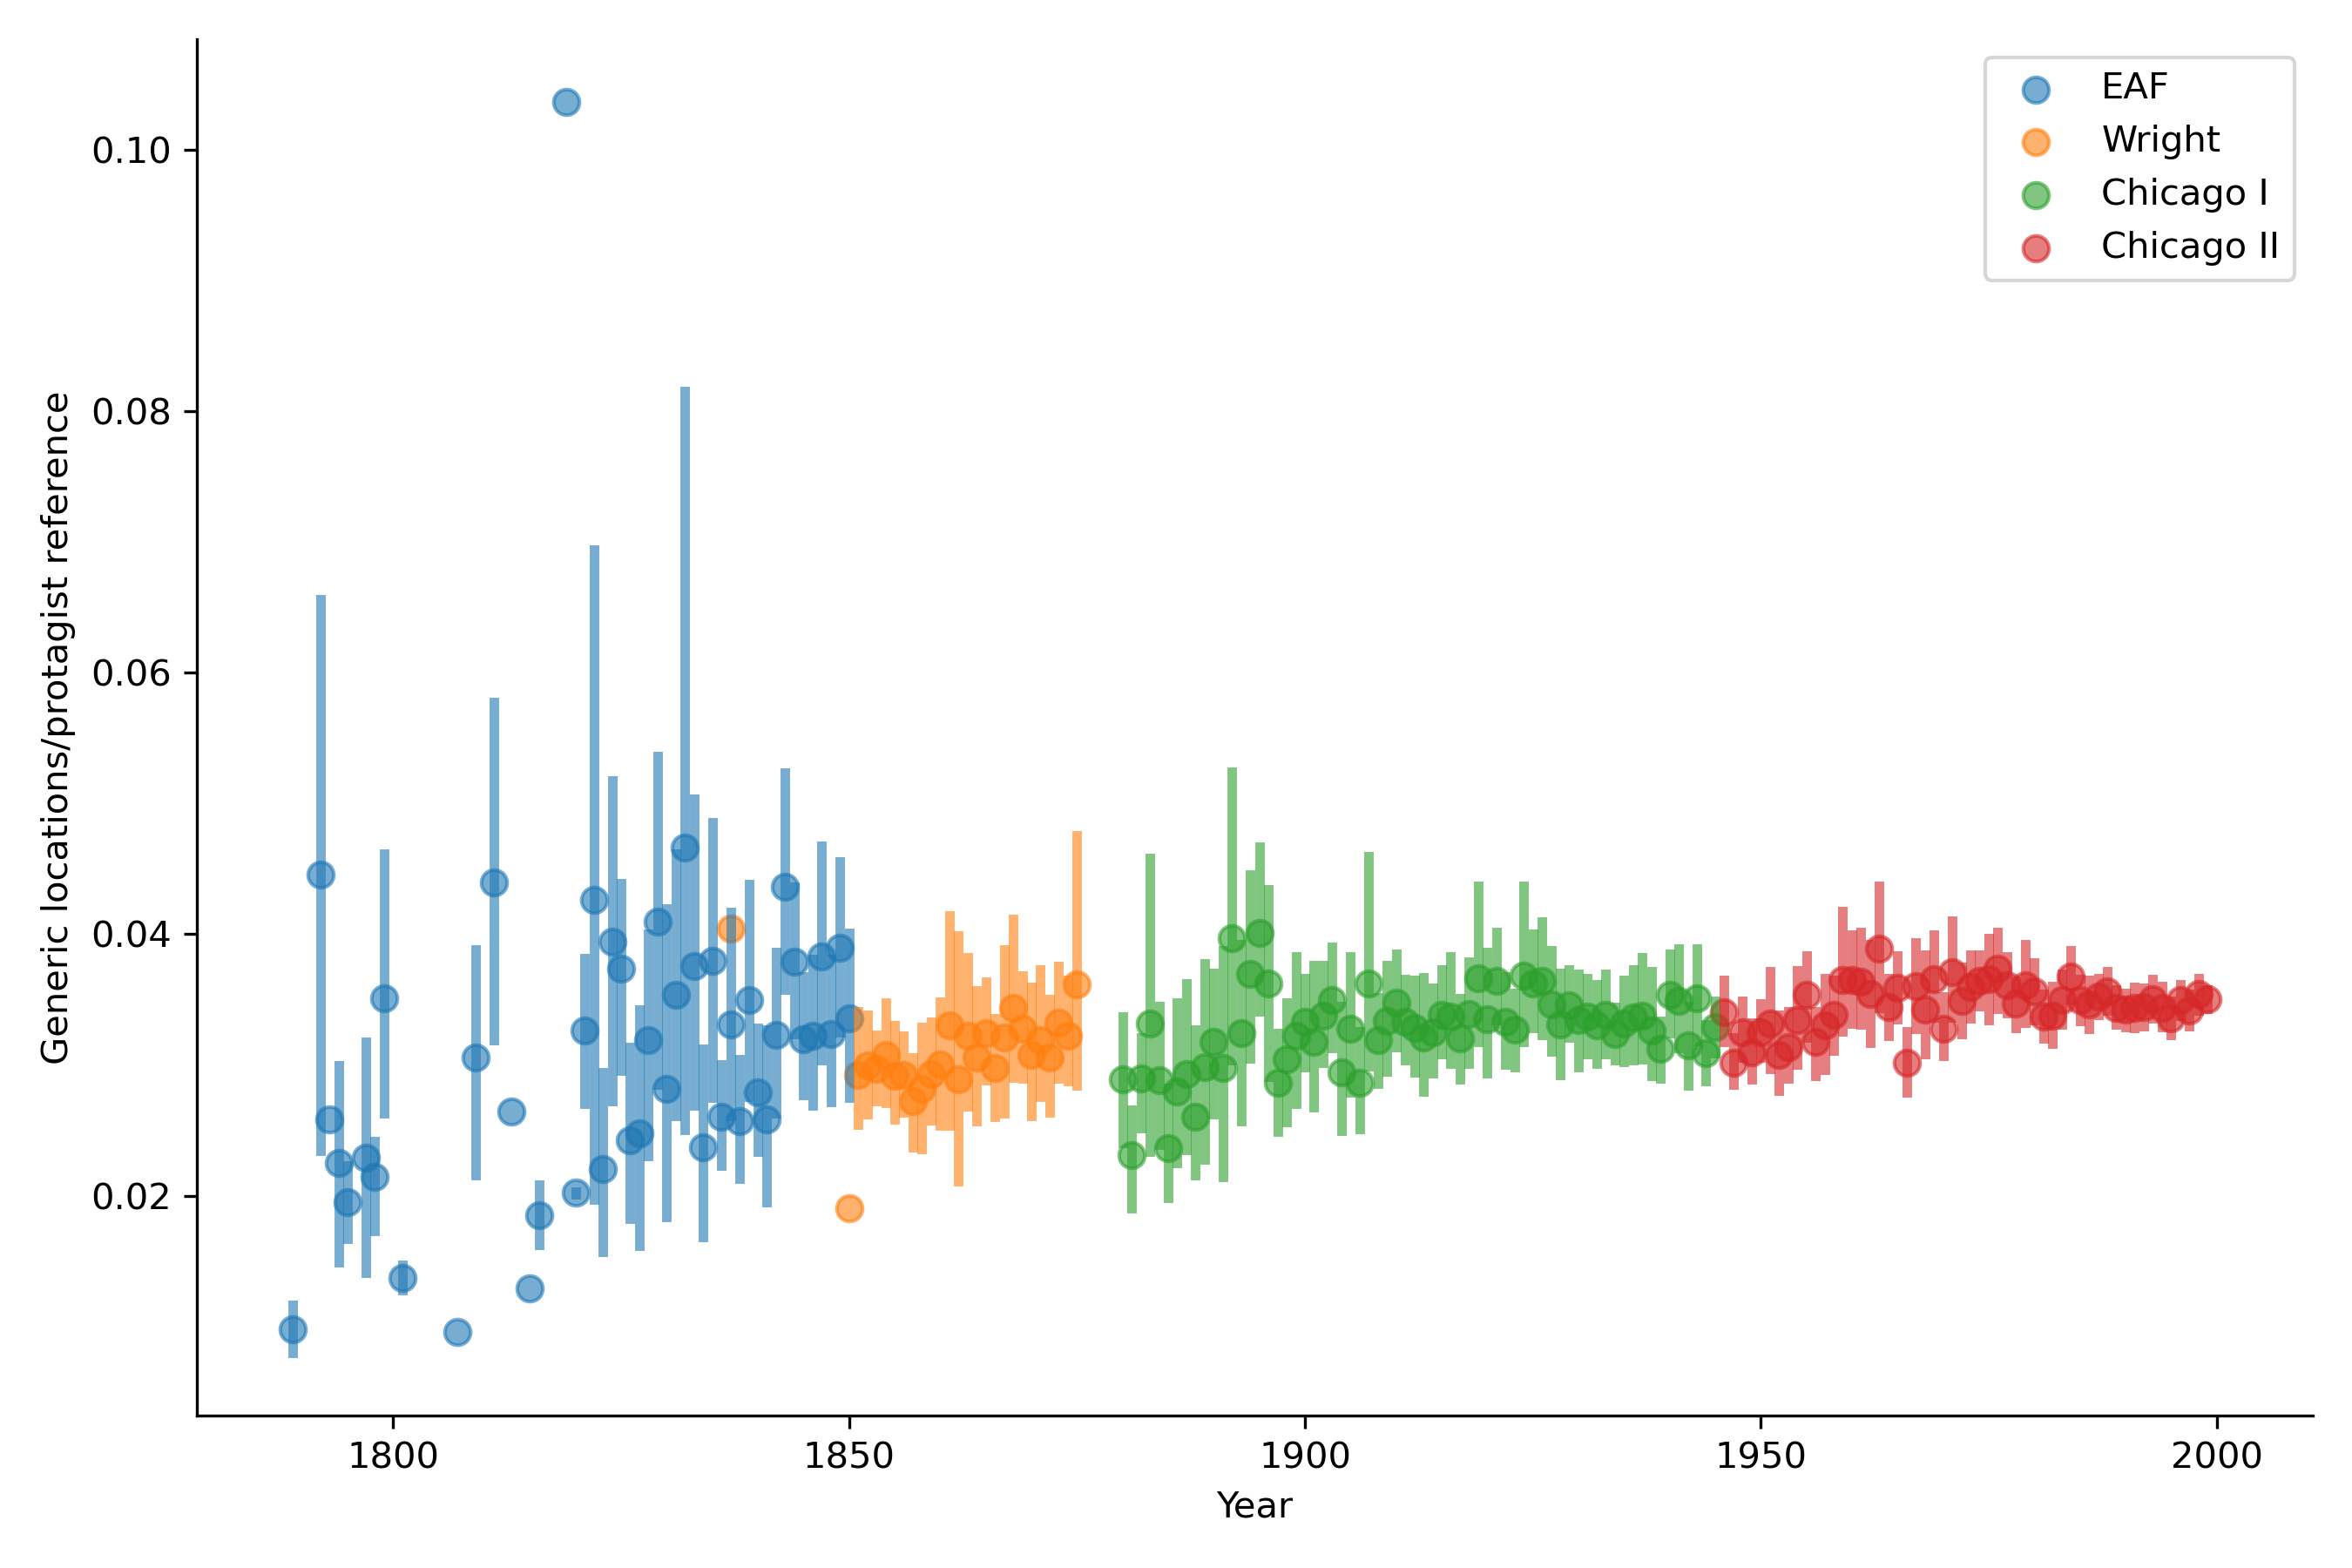 EAF
Wright
Chicago I
Chicago II
0.10
0.08
0.06
0.04
0.02
Generic locations/protagist reference
1800
1850
1900
1950
2000
Year